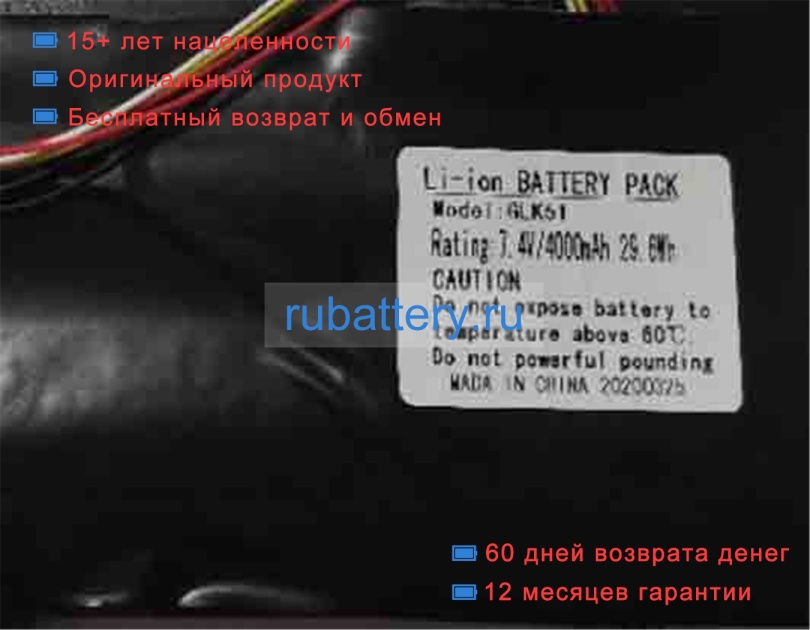 15+ лет нацеленности
Оригинальный продукт
Бесплатный возврат и обмен
Li-ion BATTERY PACK
Model:GLK61
Rating 7.4V/4000mAh 29.6Wh
CAUTION
Do not expose battery to
rubattery.ru
temperature above 60℃.
Do not powerful pounding
MADA IN CHINA 20200325
60 дней возврата денег
12 месяцев гарантии